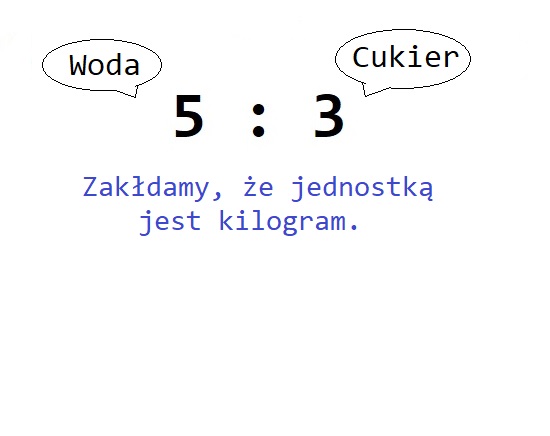 Woda
Cukier
5 : 3
Zakłdamy, że jednostką
jest kilogram.